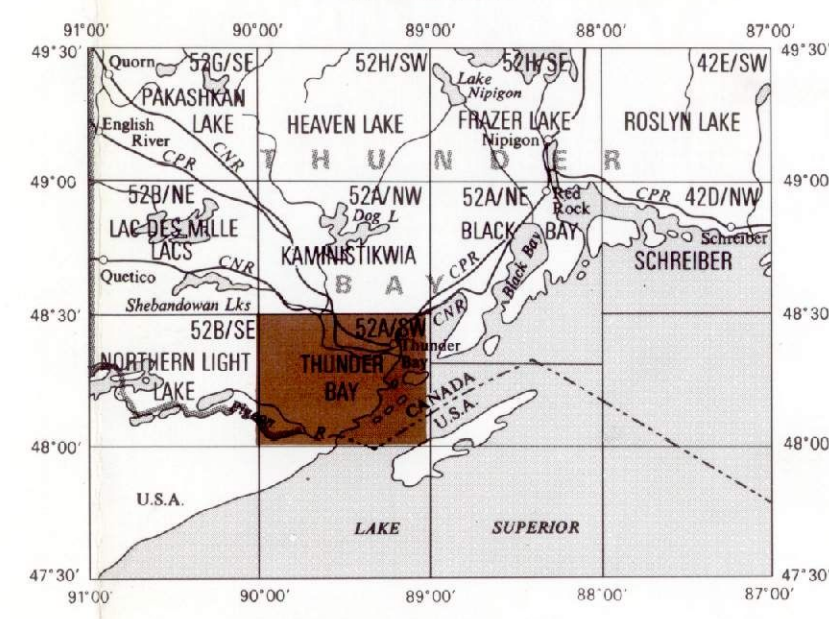 91°00' 90°00' 89°00' 88°00' 87°00'
49°30' 49°30'
Quorn 52G/SE 52H/SW 52H/SE 42E/SW
Lake Nipigon
PAKASHKAN LAKE HEAVEN LAKE FRAZER LAKE ROSLYN LAKE
English River
Nipigon
CPR CNR
THUNDER
49°00' 49°00'
52B/NE 52A/NW 52A/NE 42D/NW
Red Rock CPR
Dog L
LAC DES MILLE LACS KAMINISTIKWIA BLACK BAY SCHREIBER
Schreiber
Black Bay
Quetico CNR CPR
BAY
Shebandowan Lks CNR
48°30' 48°30'
52B/SE 52A/SW
Thunder Bay
NORTHERN LIGHT LAKE THUNDER BAY
CANADA
U.S.A.
Pigeon R
48°00' 48°00'
U.S.A.
LAKE SUPERIOR
47°30' 47°30'
91°00' 90°00' 89°00' 88°00' 87°00'